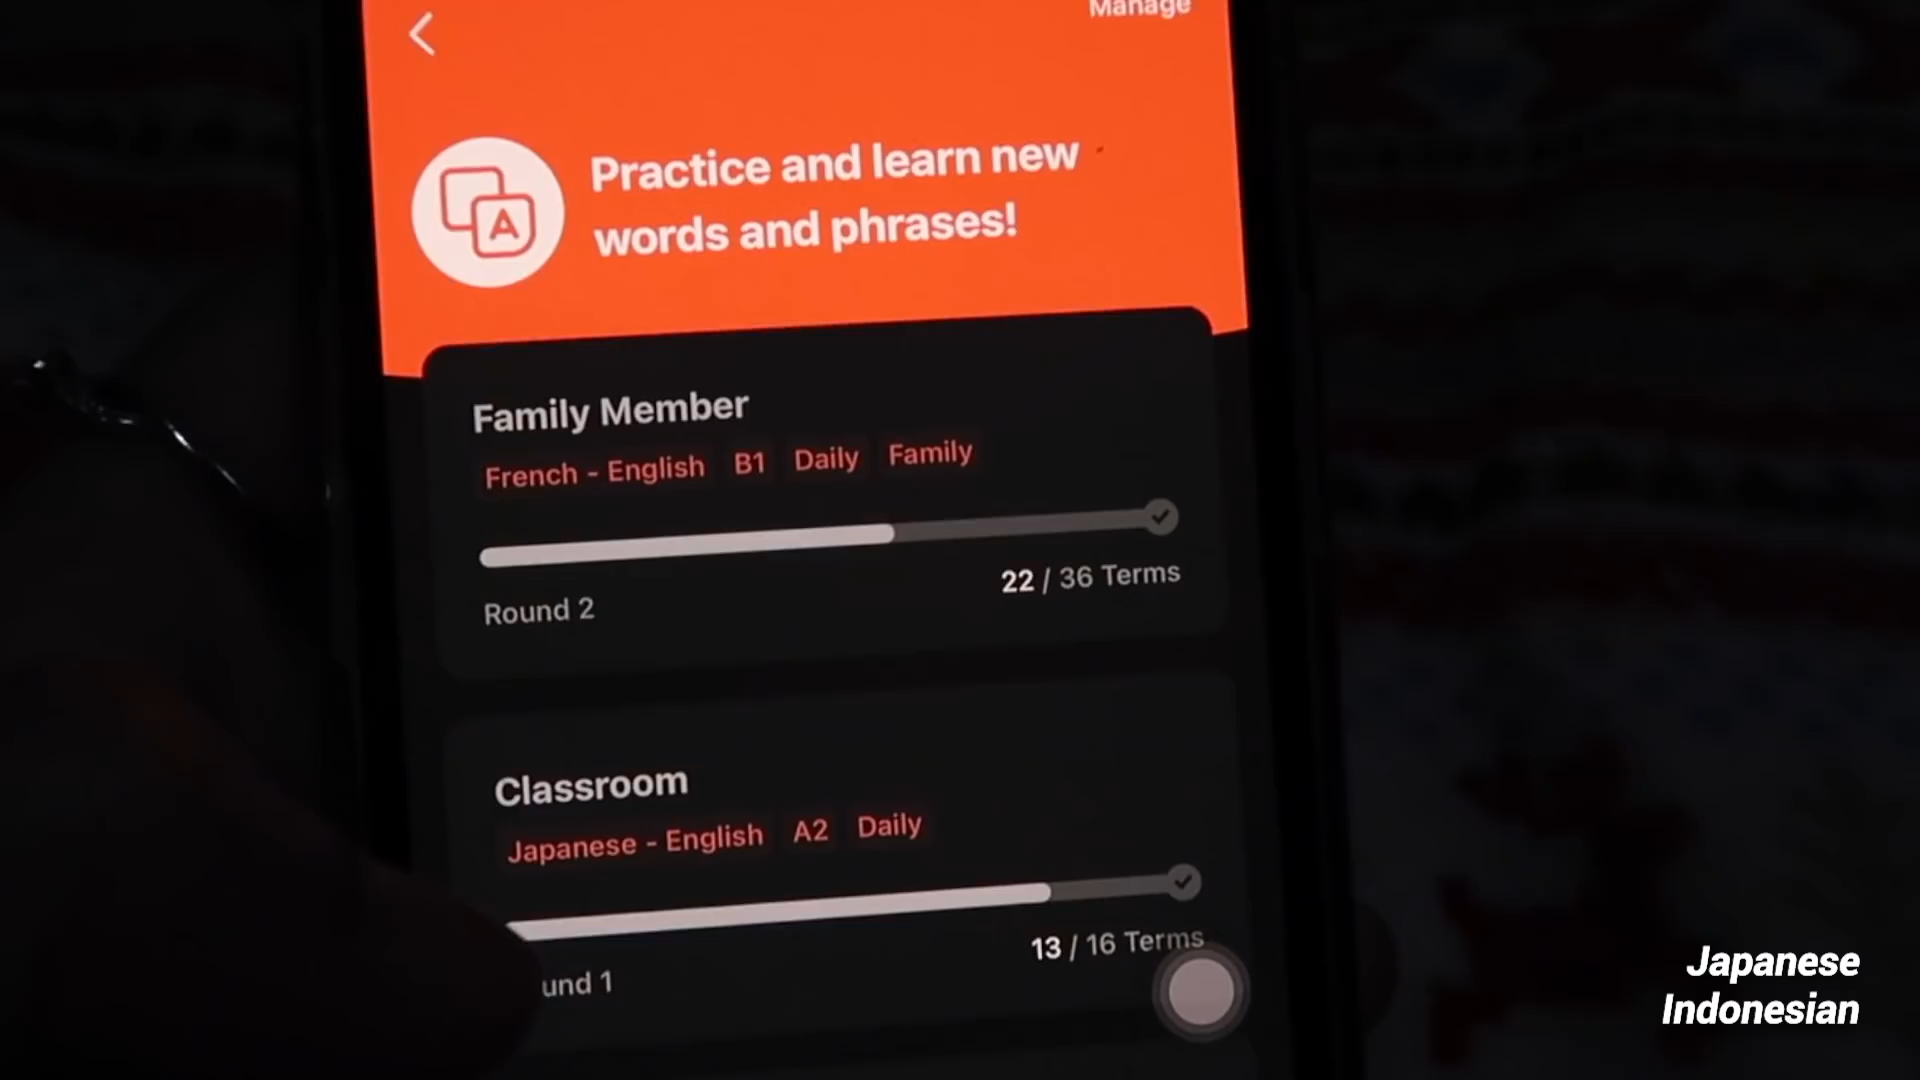 Manage
A
Practice and learn new
words and phrases!
Family Member
French - English B1 Daily Family
22 / 36 Terms
Round 2
Classroom
Japanese - English A2 Daily
13 / 16 Terms
und 1
Japanese
Indonesian